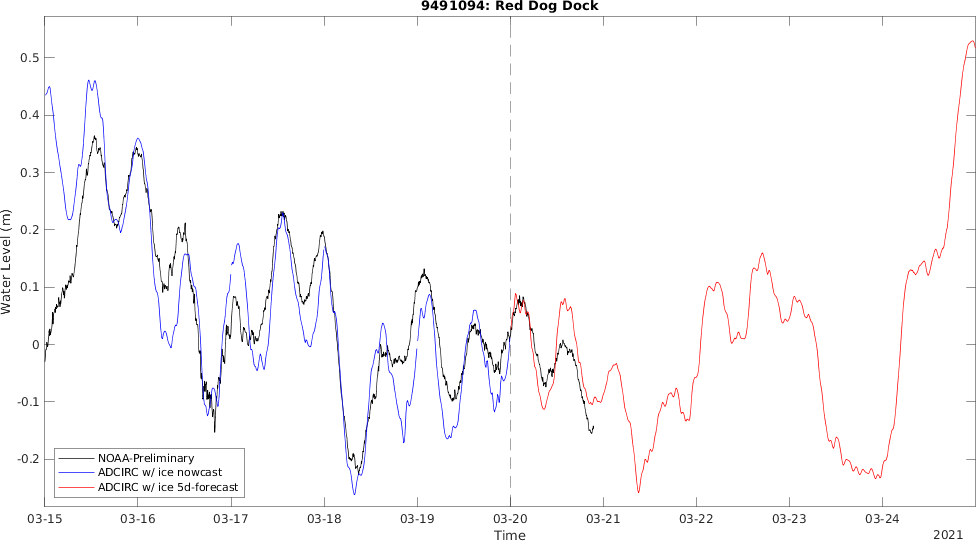 9491094: Red Dog Dock
0.5
0.4
0.3
0.2
0.1
0
-0.1
-0.2
Water Level (m)
NOAA-Preliminary
ADCIRC w/ ice nowcast
ADCIRC w/ ice 5d-forecast
03-15 03-16 03-17 03-18 03-19 03-20 03-21 03-22 03-23 03-24
Time
2021